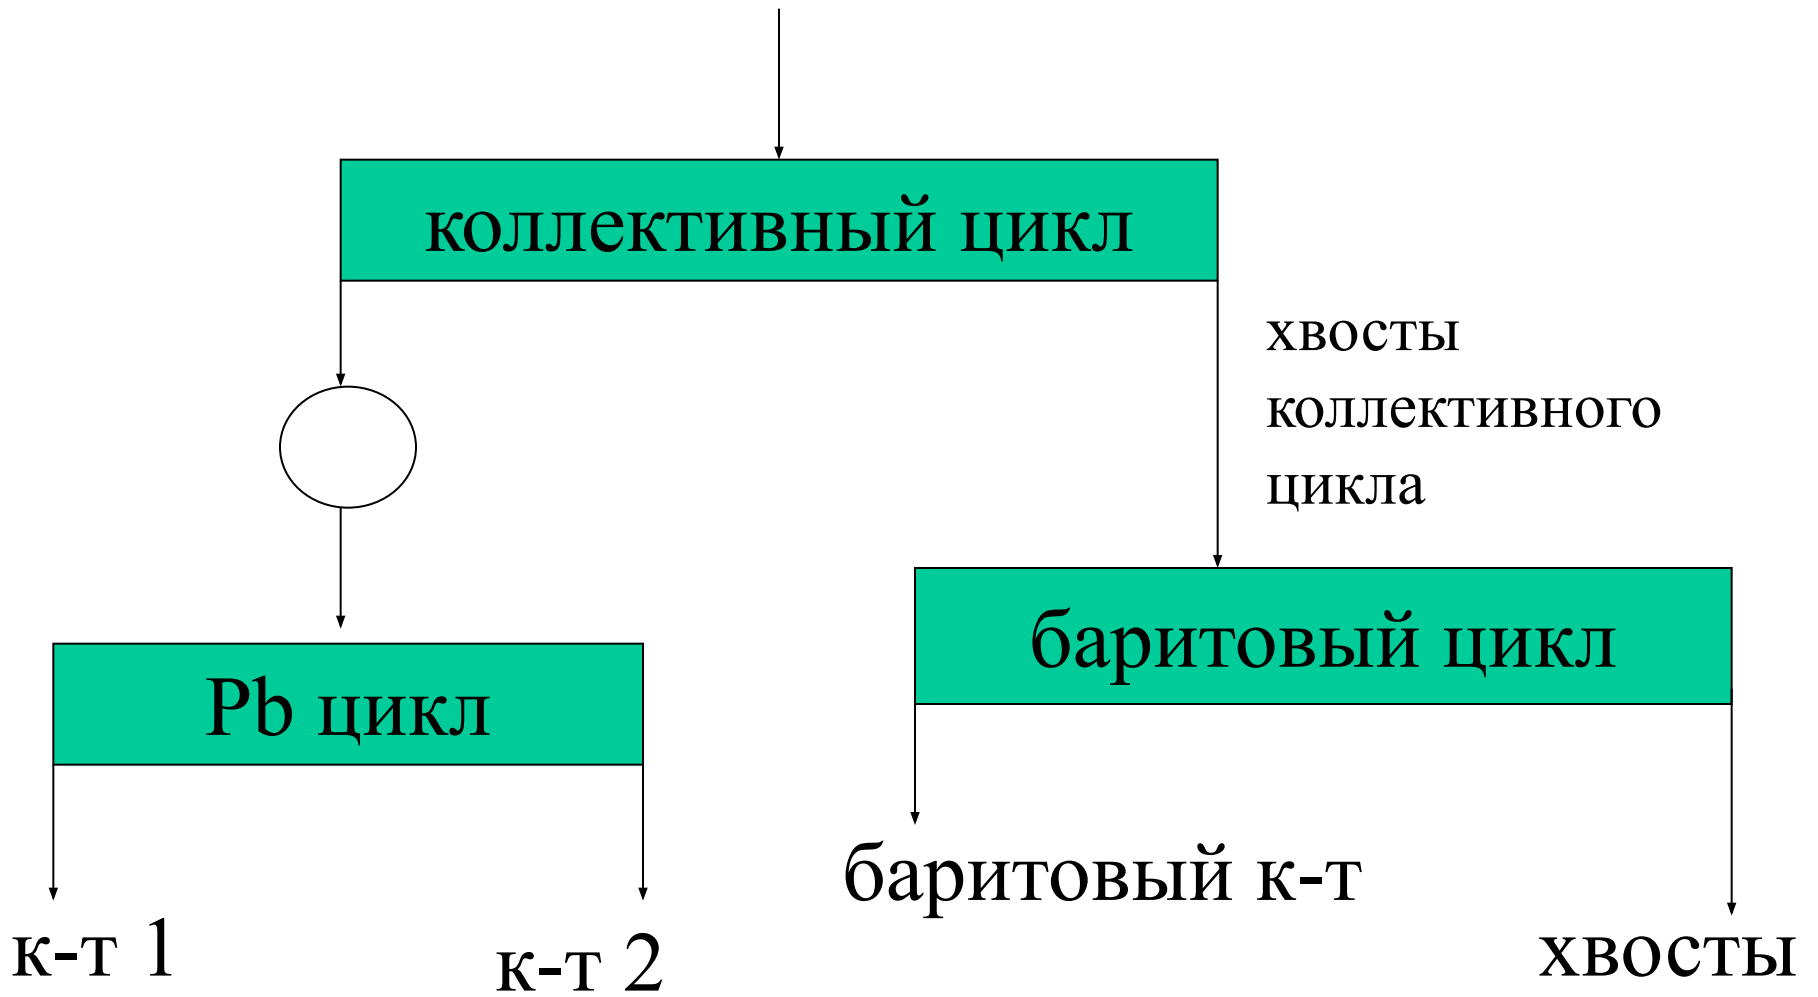 коллективный цикл
хвосты
коллективного
цикла
баритовый цикл
Pb цикл
баритовый к-т
к-т 1
к-т 2
хвосты